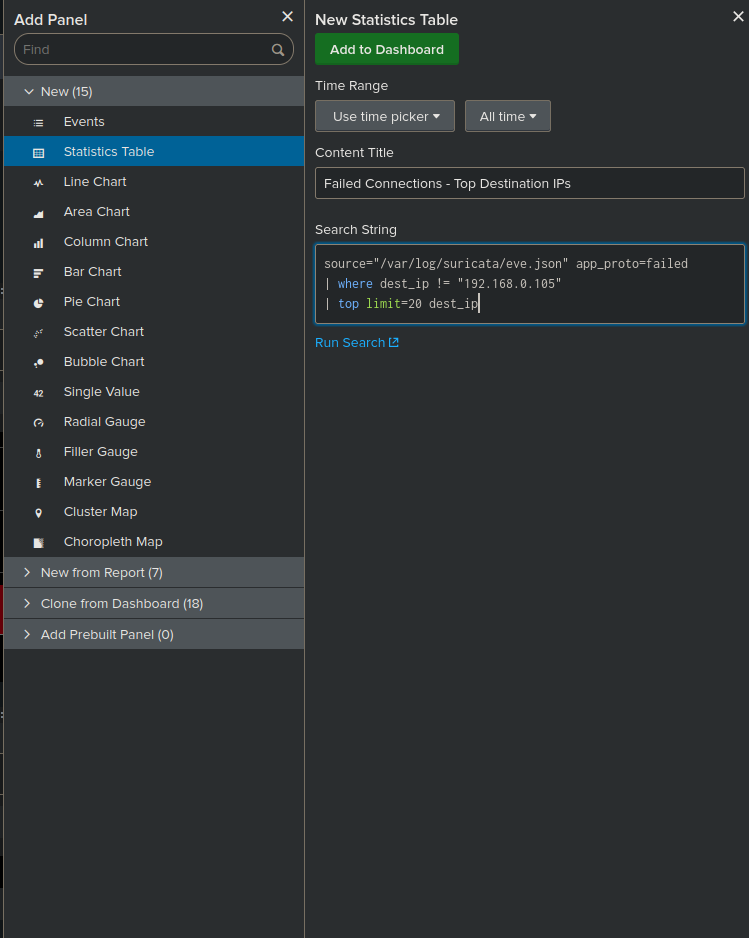 Add Panel
Find
New (15)
Events
Statistics Table
Line Chart
Area Chart
Column Chart
Bar Chart
Pie Chart
Scatter Chart
Bubble Chart
42 Single Value
Radial Gauge
Filler Gauge
Marker Gauge
Cluster Map
Choropleth Map
New from Report (7)
Clone from Dashboard (18)
Add Prebuilt Panel (0)
New Statistics Table
Add to Dashboard
Time Range
Use time picker
All time
Content Title
Failed Connections - Top Destination IPs
Search String
source="/var/log/suricata/eve.json" app_proto=failed
| where dest_ip != "192.168.0.105"
| top limit=20 dest_ip
Run Search